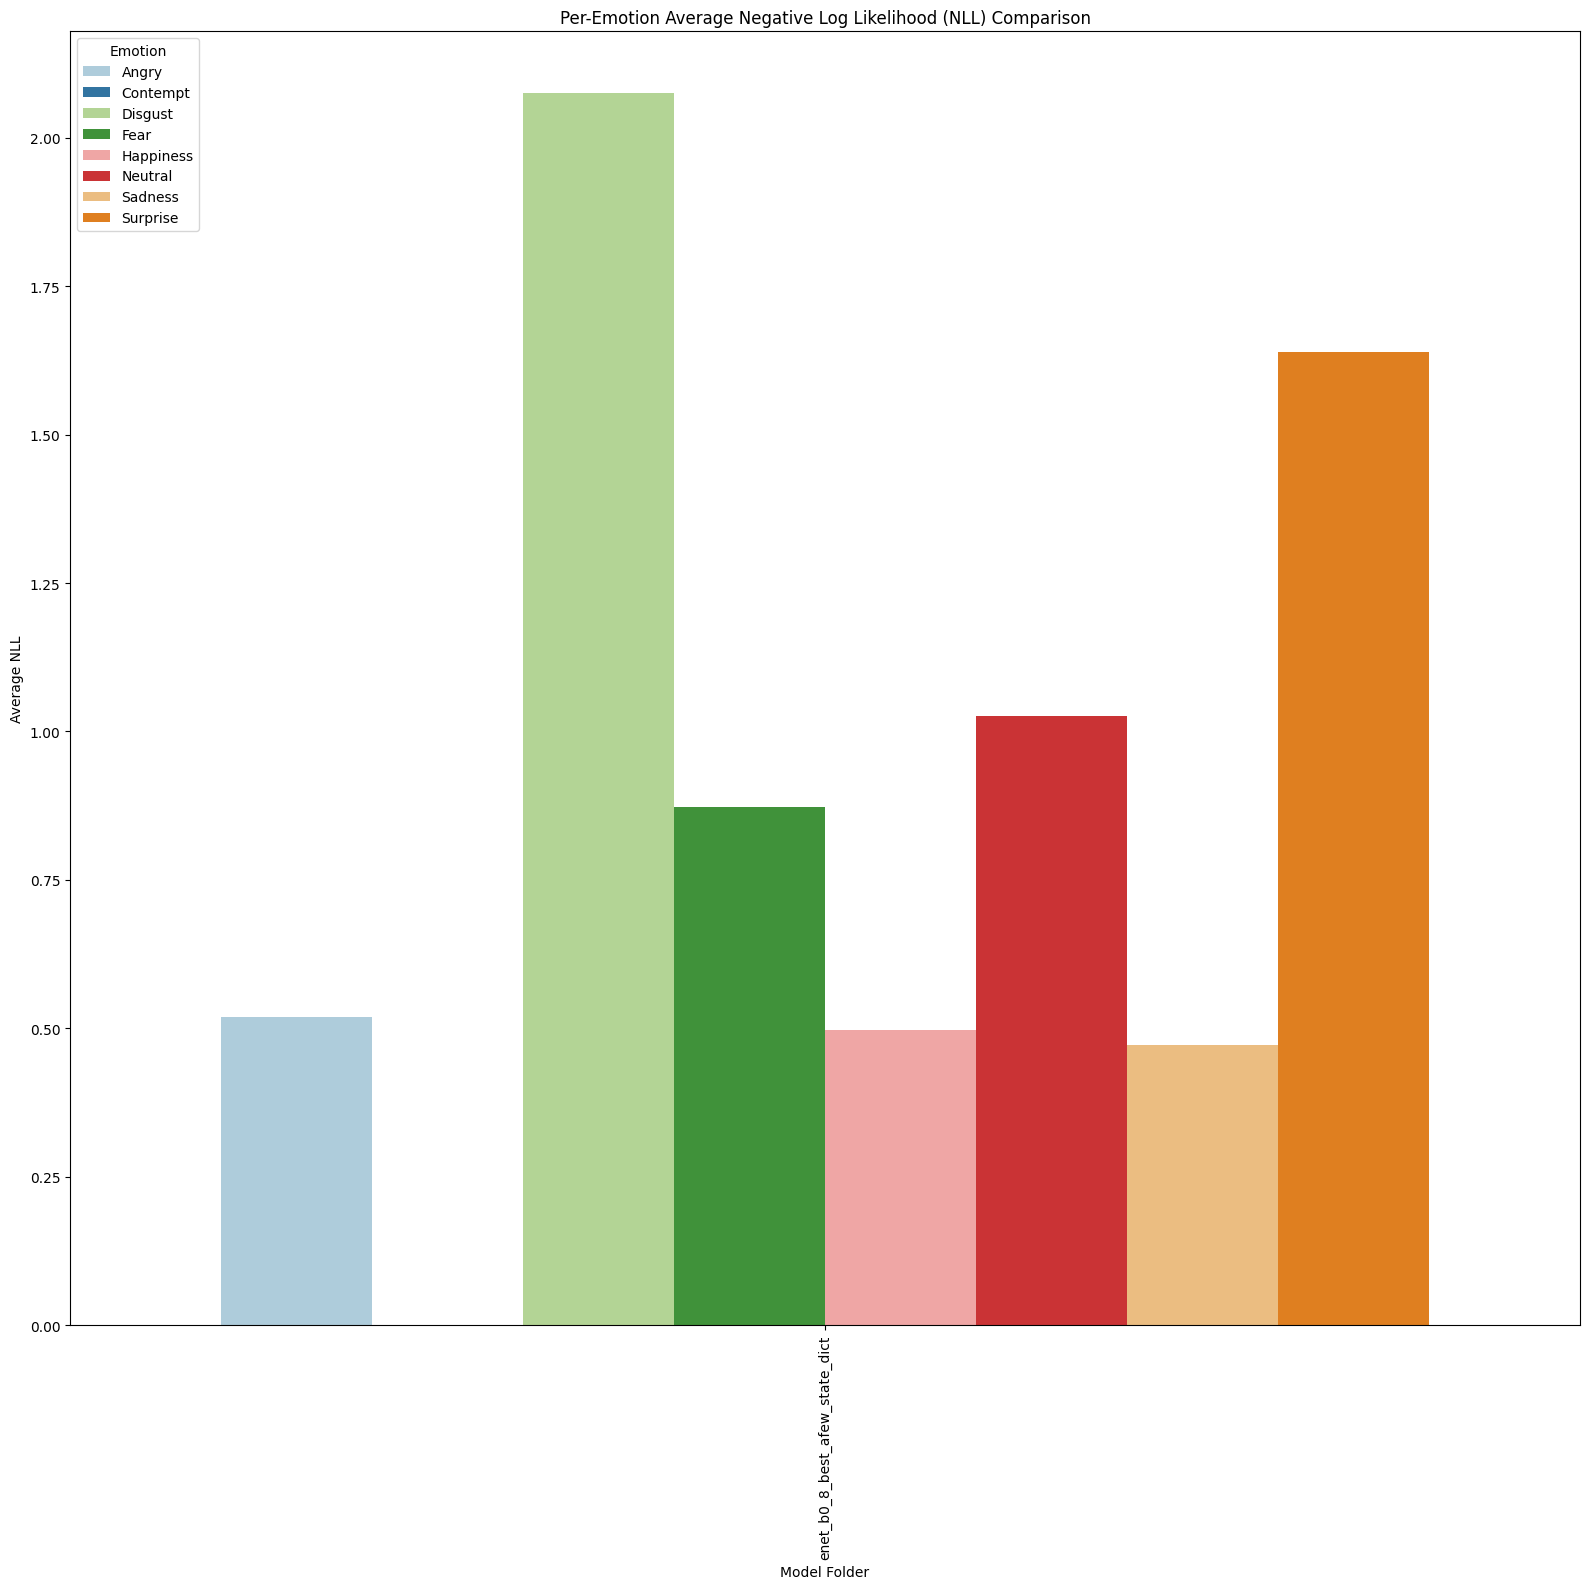 Per-Emotion Average Negative Log Likelihood (NLL) Comparison
Emotion
Angry
Contempt
Disgust
Fear
Happiness
Neutral
Sadness
Surprise
Average NLL
2.00
1.75
1.50
1.25
1.00
0.75
0.50
0.25
0.00
enet_b0_8_best_afew_state_dict
Model Folder